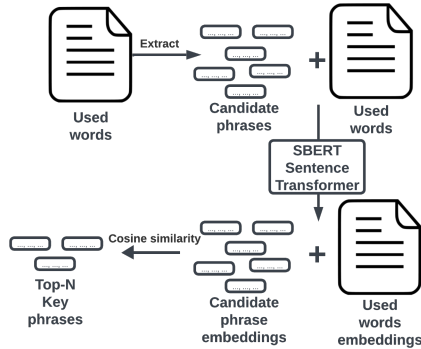 Extract
Used
words
Candidate
phrases
+
Used
words
SBERT
Sentence
Transformer
Cosine similarity
Top-N
Key
phrases
Candidate
phrase
embeddings
+
Used
words
embeddings